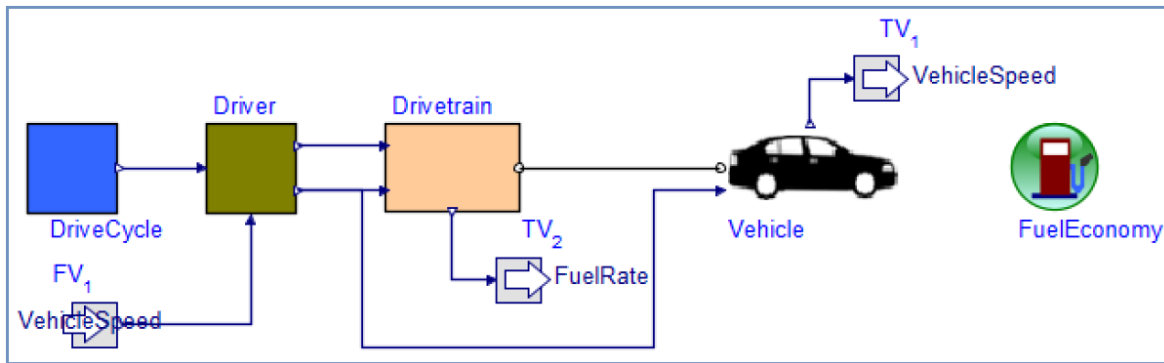 TV1
VehicleSpeed
Driver
Drivetrain
DriveCycle
TV2
Vehicle
FuelEconomy
FV1
FuelRate
VehicleSpeed